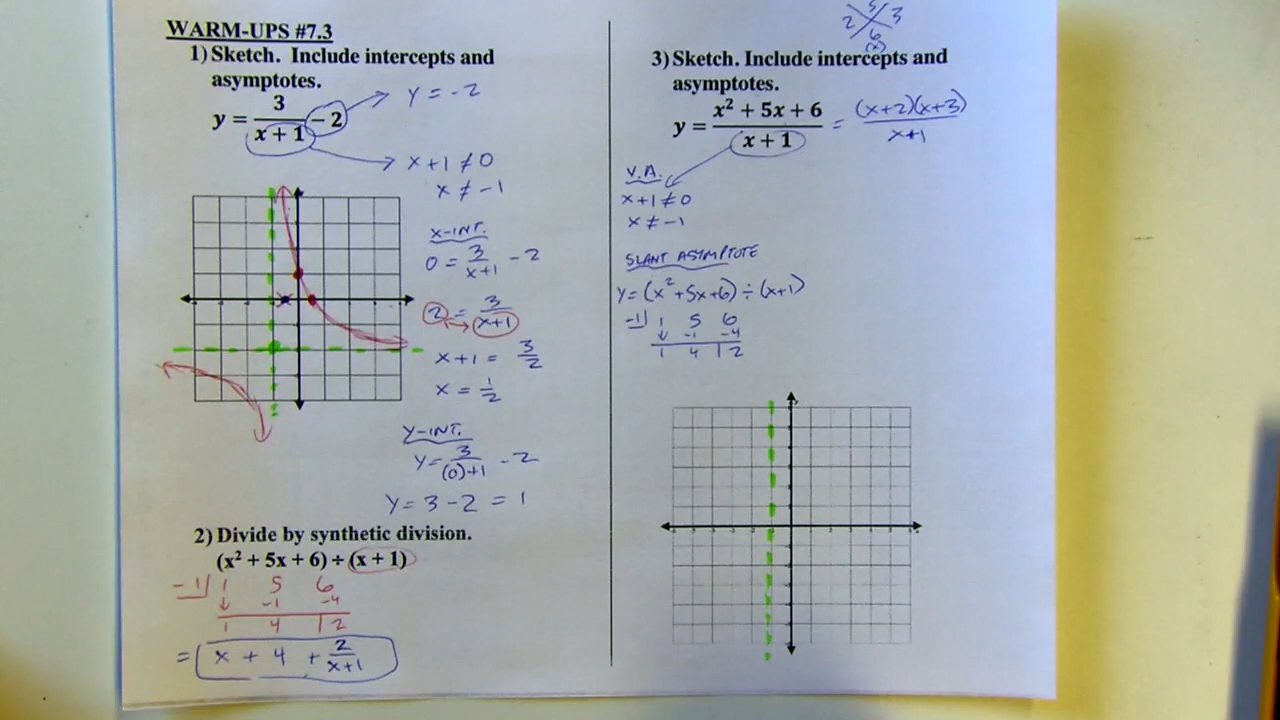 WARM-UPS #7.3
1) Sketch. Include intercepts and
asymptotes.
y = 3/(x + 1) − 2
y = -2
x+1 ≠ 0
x ≠ -1
X-INT.
0 = 3/(x+1) - 2
2 = 3/(x+1)
x+1 = 3/2
x = 1/2
Y-INT.
y = 3/((0)+1) - 2
y = 3 - 2 = 1
2) Divide by synthetic division.
(x² + 5x + 6) ÷ (x + 1)
-1| 1 5 6
↓ -1 -4
1 4 | 2
= x + 4 + 2/(x+1)
5
2 3
6
(x)
3) Sketch. Include intercepts and
asymptotes.
y = (x² + 5x + 6)/(x + 1) = (x+2)(x+3)/(x+1)
V.A.
x+1 ≠ 0
x ≠ -1
SLANT ASYMPTOTE
y = (x² + 5x + 6) ÷ (x+1)
-1| 1 5 6
↓ -1 -4
1 4 | 2